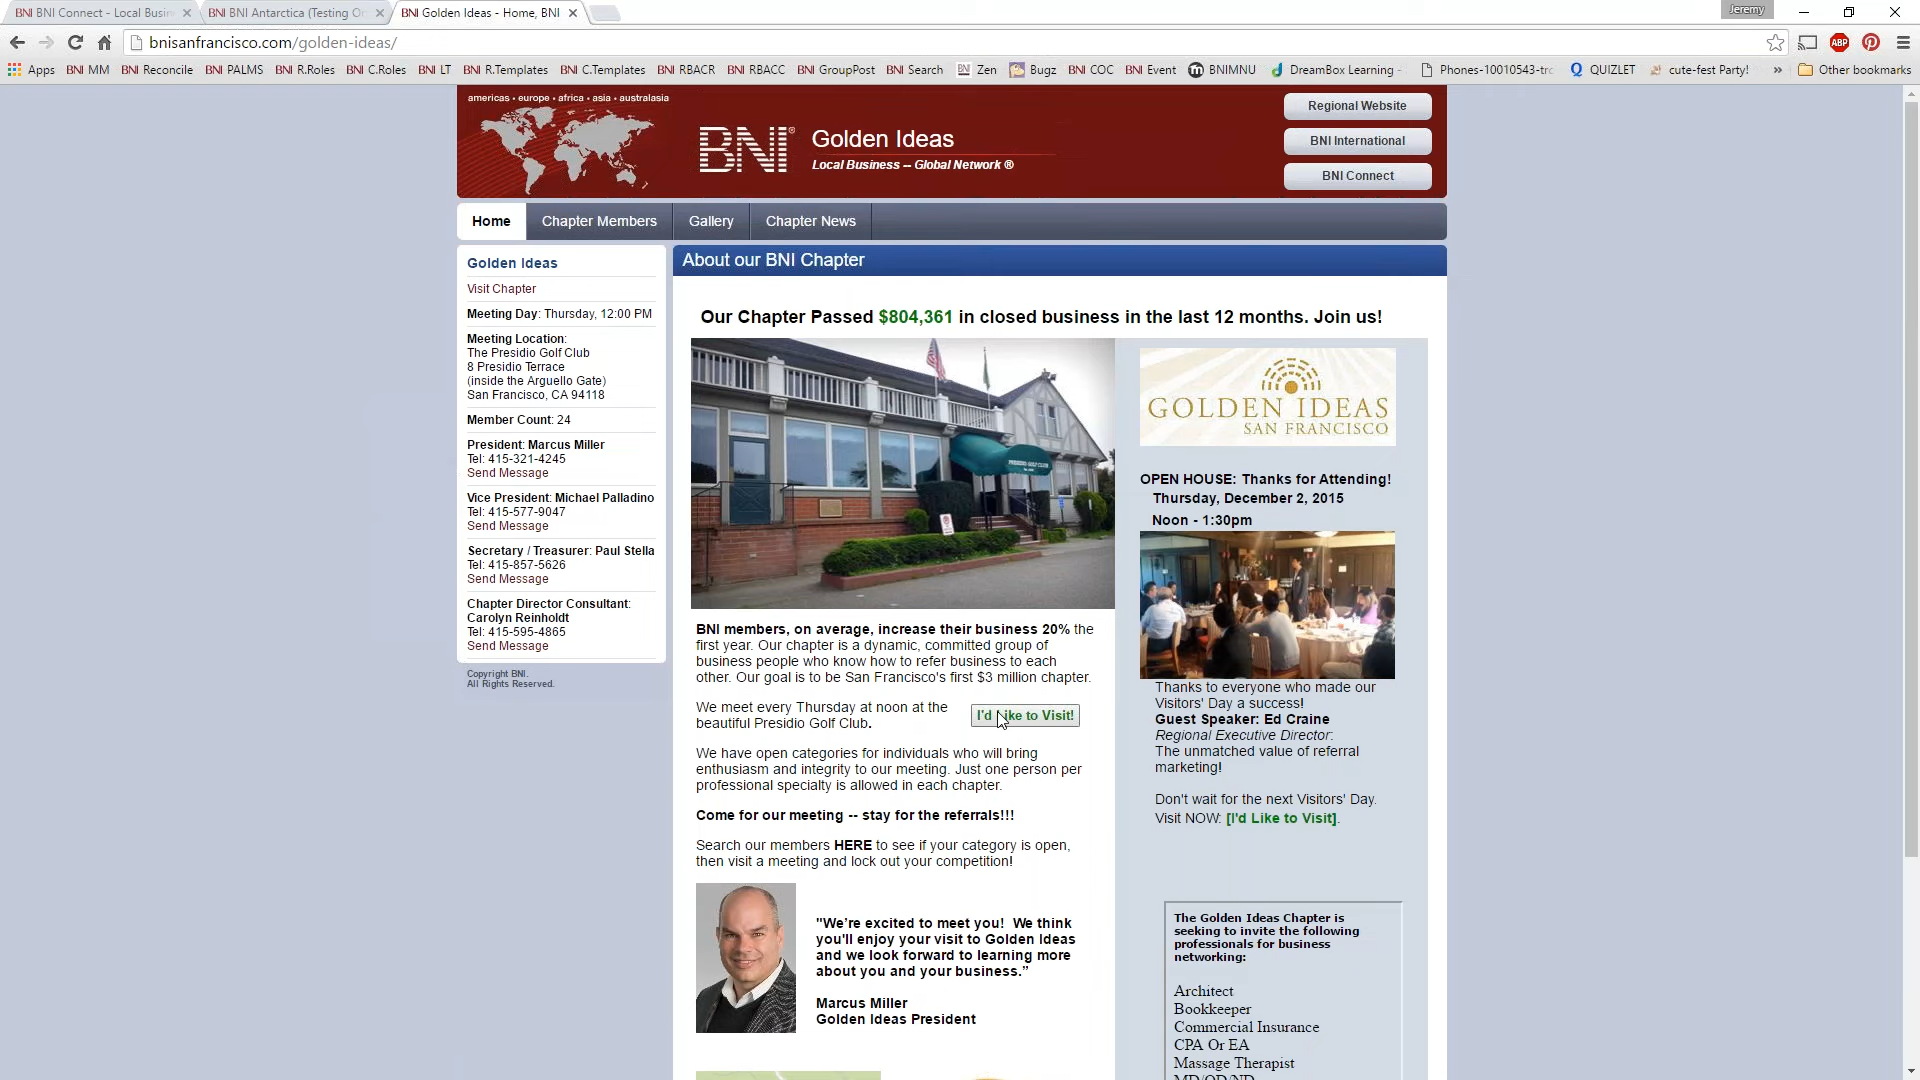 BNI BNI Connect - Local Busin
BNI BNI Antarctica (Testing O
BNI Golden Ideas - Home, BNI
Jeremy
bnisanfrancisco.com/golden-ideas/
ABP
Apps
BNI MM
BNI Reconcile
BNI PALMS
BNI R.Roles
BNI C.Roles
BNI LT
BNI R.Templates
BNI C.Templates
BNI RBACR
BNI RBACC
BNI GroupPost
BNI Search
Zen
Bugz
BNI COC
BNI Event
BNIMNU
DreamBox Learning -
Phones-10010543-trc
QUIZLET
cute-fest Party!
Other bookmarks
americas • europe • africa • asia • australasia
BNI®
Golden Ideas
Local Business -- Global Network ®
Regional Website
BNI International
BNI Connect
Home
Chapter Members
Gallery
Chapter News
Golden Ideas
Visit Chapter
Meeting Day: Thursday, 12:00 PM
Meeting Location:
The Presidio Golf Club
8 Presidio Terrace
(inside the Arguello Gate)
San Francisco, CA 94118
Member Count: 24
President: Marcus Miller
Tel: 415-321-4245
Send Message
Vice President: Michael Palladino
Tel: 415-577-9047
Send Message
Secretary / Treasurer: Paul Stella
Tel: 415-857-5626
Send Message
Chapter Director Consultant:
Carolyn Reinholdt
Tel: 415-595-4865
Send Message
Copyright BNI.
All Rights Reserved.
About our BNI Chapter
Our Chapter Passed $804,361 in closed business in the last 12 months. Join us!
PRESIDIO GOLF CLUB
BNI members, on average, increase their business 20% the
first year. Our chapter is a dynamic, committed group of
business people who know how to refer business to each
other. Our goal is to be San Francisco's first $3 million chapter.
We meet every Thursday at noon at the
beautiful Presidio Golf Club.
I'd Like to Visit!
We have open categories for individuals who will bring
enthusiasm and integrity to our meeting. Just one person per
professional specialty is allowed in each chapter.
Come for our meeting -- stay for the referrals!!!
Search our members HERE to see if your category is open,
then visit a meeting and lock out your competition!
"We're excited to meet you! We think
you'll enjoy your visit to Golden Ideas
and we look forward to learning more
about you and your business."
Marcus Miller
Golden Ideas President
GOLDEN IDEAS
SAN FRANCISCO
OPEN HOUSE: Thanks for Attending!
Thursday, December 2, 2015
Noon - 1:30pm
Thanks to everyone who made our
Visitors' Day a success!
Guest Speaker: Ed Craine
Regional Executive Director:
The unmatched value of referral
marketing!
Don't wait for the next Visitors' Day.
Visit NOW: [I'd Like to Visit].
The Golden Ideas Chapter is
seeking to invite the following
professionals for business
networking:
Architect
Bookkeeper
Commercial Insurance
CPA Or EA
Massage Therapist
MD/OD/ND